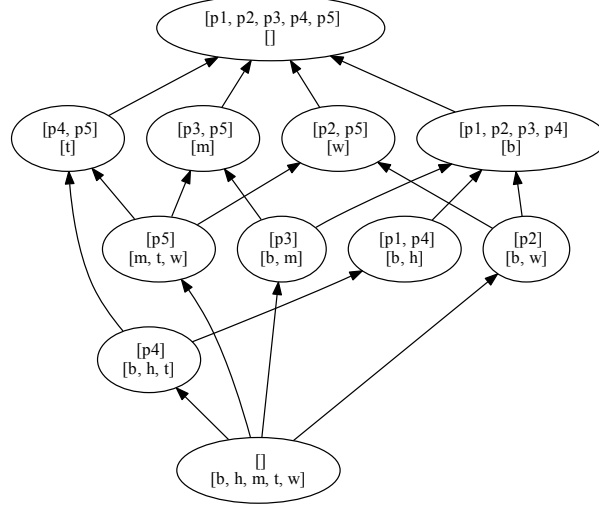 [p1, p2, p3, p4, p5]
[]
[p4, p5]
[t]
[p3, p5]
[m]
[p2, p5]
[w]
[p1, p2, p3, p4]
[b]
[p5]
[m, t, w]
[p3]
[b, m]
[p1, p4]
[b, h]
[p2]
[b, w]
[p4]
[b, h, t]
[]
[b, h, m, t, w]